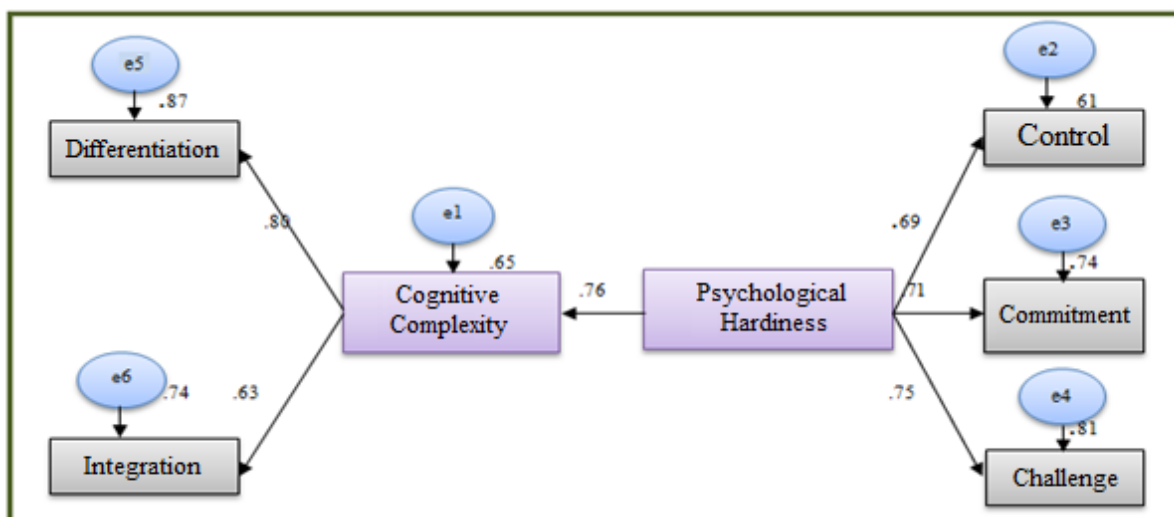 e5
.87
Differentiation
e2
61
Control
.80
e1
.65
.69
e3
.74
Cognitive
Complexity
.76
Psychological
Hardiness
.71
Commitment
e6
.74
.63
.75
e4
.81
Integration
Challenge